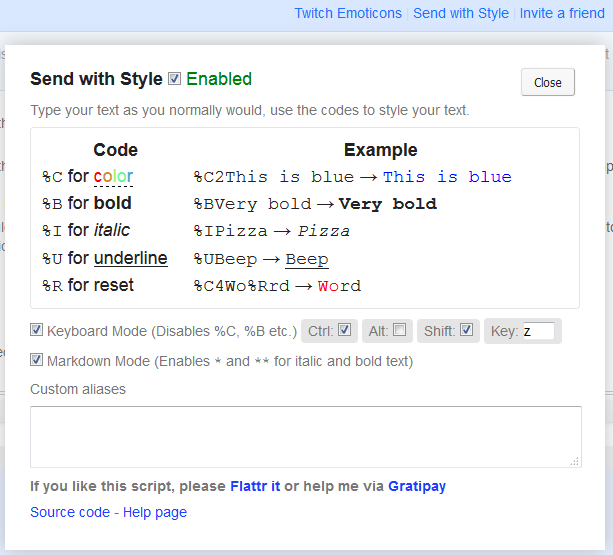 Twitch Emoticons | Send with Style | Invite a friend
Send with Style Enabled
Close
Type your text as you normally would, use the codes to style your text.
Code Example
%C for color %C2This is blue → This is blue
%B for bold %BVery bold → Very bold
%I for italic %IPizza → Pizza
%U for underline %UBeep → Beep
%R for reset %C4Wo%Rrd → Word
Keyboard Mode (Disables %C, %B etc.) Ctrl: Alt: Shift: Key: z
Markdown Mode (Enables * and ** for italic and bold text)
Custom aliases
If you like this script, please Flattr it or help me via Gratipay
Source code - Help page